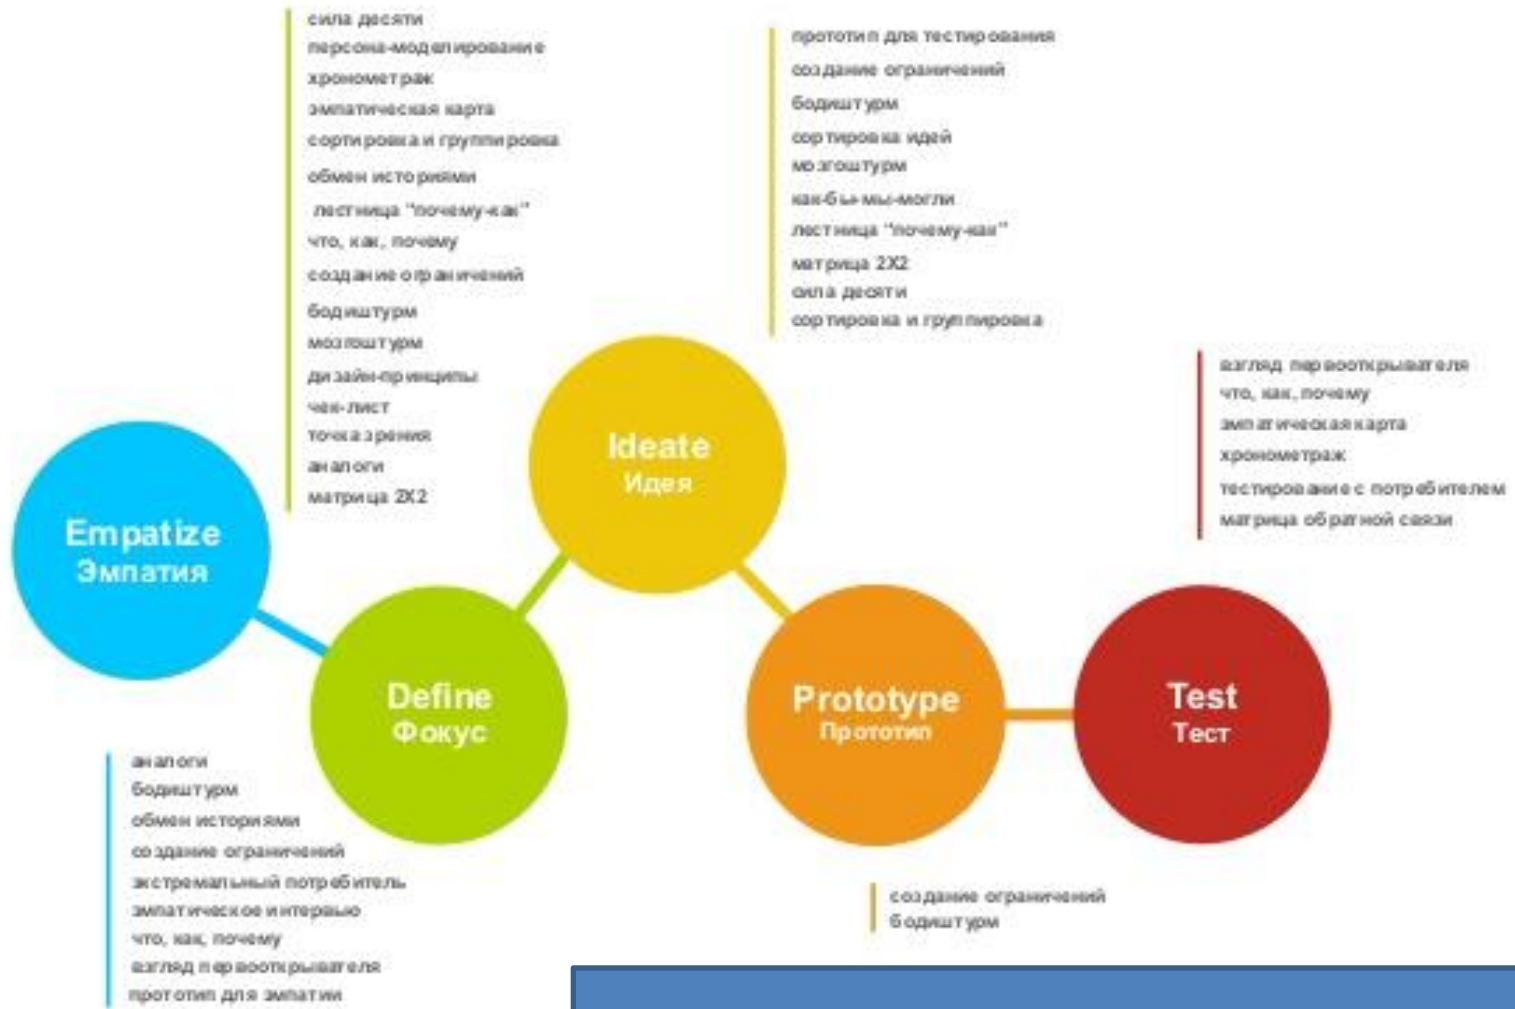 сила десяти
персона-моделирование
хронометраж
эмпатическая карта
сортировка и группировка
обмен историями
лестница "почему-как"
что, как, почему
создание ограничений
бодиштурм
мозгоштурм
дизайн-принципы
чек-лист
точка зрения
аналоги
матрица 2X2
прототип для тестирования
создание ограничений
бодиштурм
сортировка идей
мозгоштурм
как-бы-мы-могли
лестница "почему-как"
матрица 2X2
сила десяти
сортировка и группировка
взгляд первооткрывателя
что, как, почему
эмпатическая карта
хронометраж
тестирование с потребителем
матрица обратной связи
Empatize
Эмпатия
Define
Фокус
Ideate
Идея
Prototype
Прототип
Test
Тест
аналоги
бодиштурм
обмен историями
создание ограничений
экстремальный потребитель
эмпатическое интервью
что, как, почему
взгляд первооткрывателя
прототип для эмпатии
создание ограничений
бодиштурм